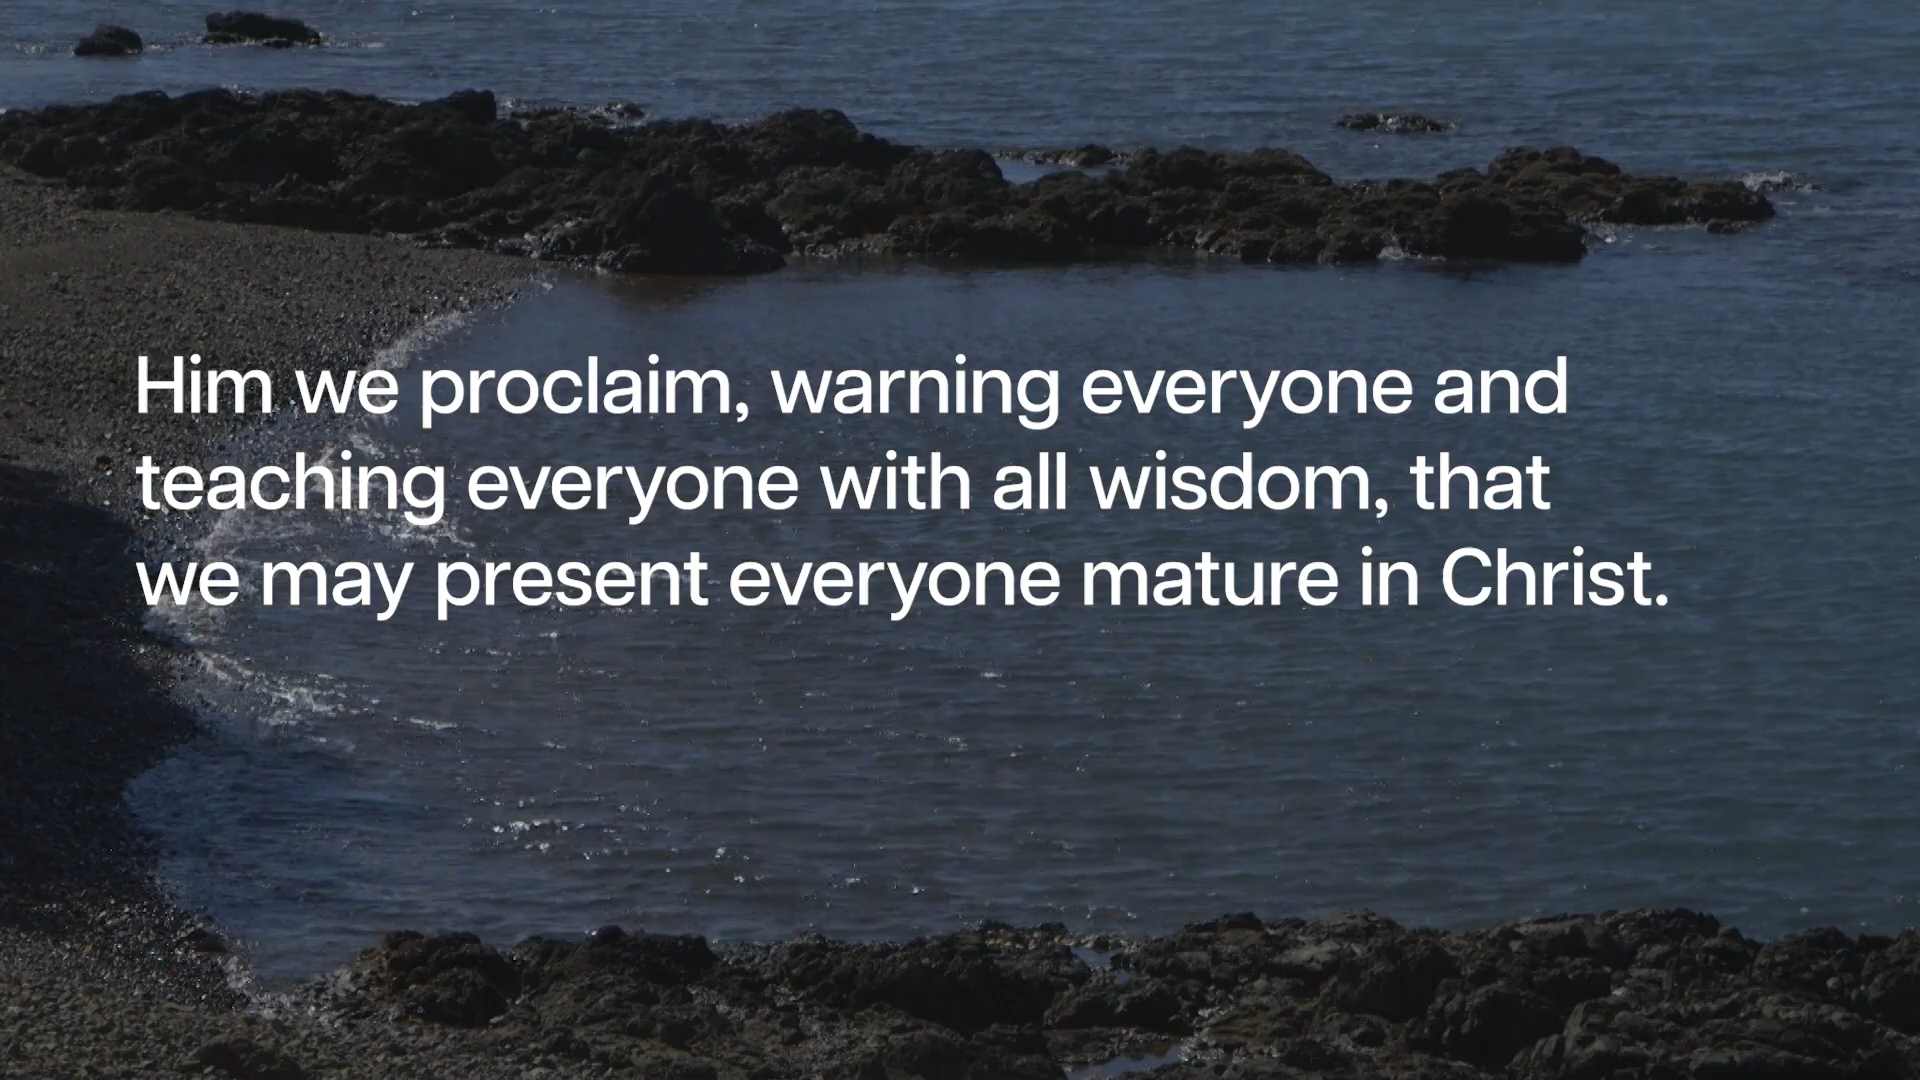 Him we proclaim, warning everyone and
teaching everyone with all wisdom, that
we may present everyone mature in Christ.